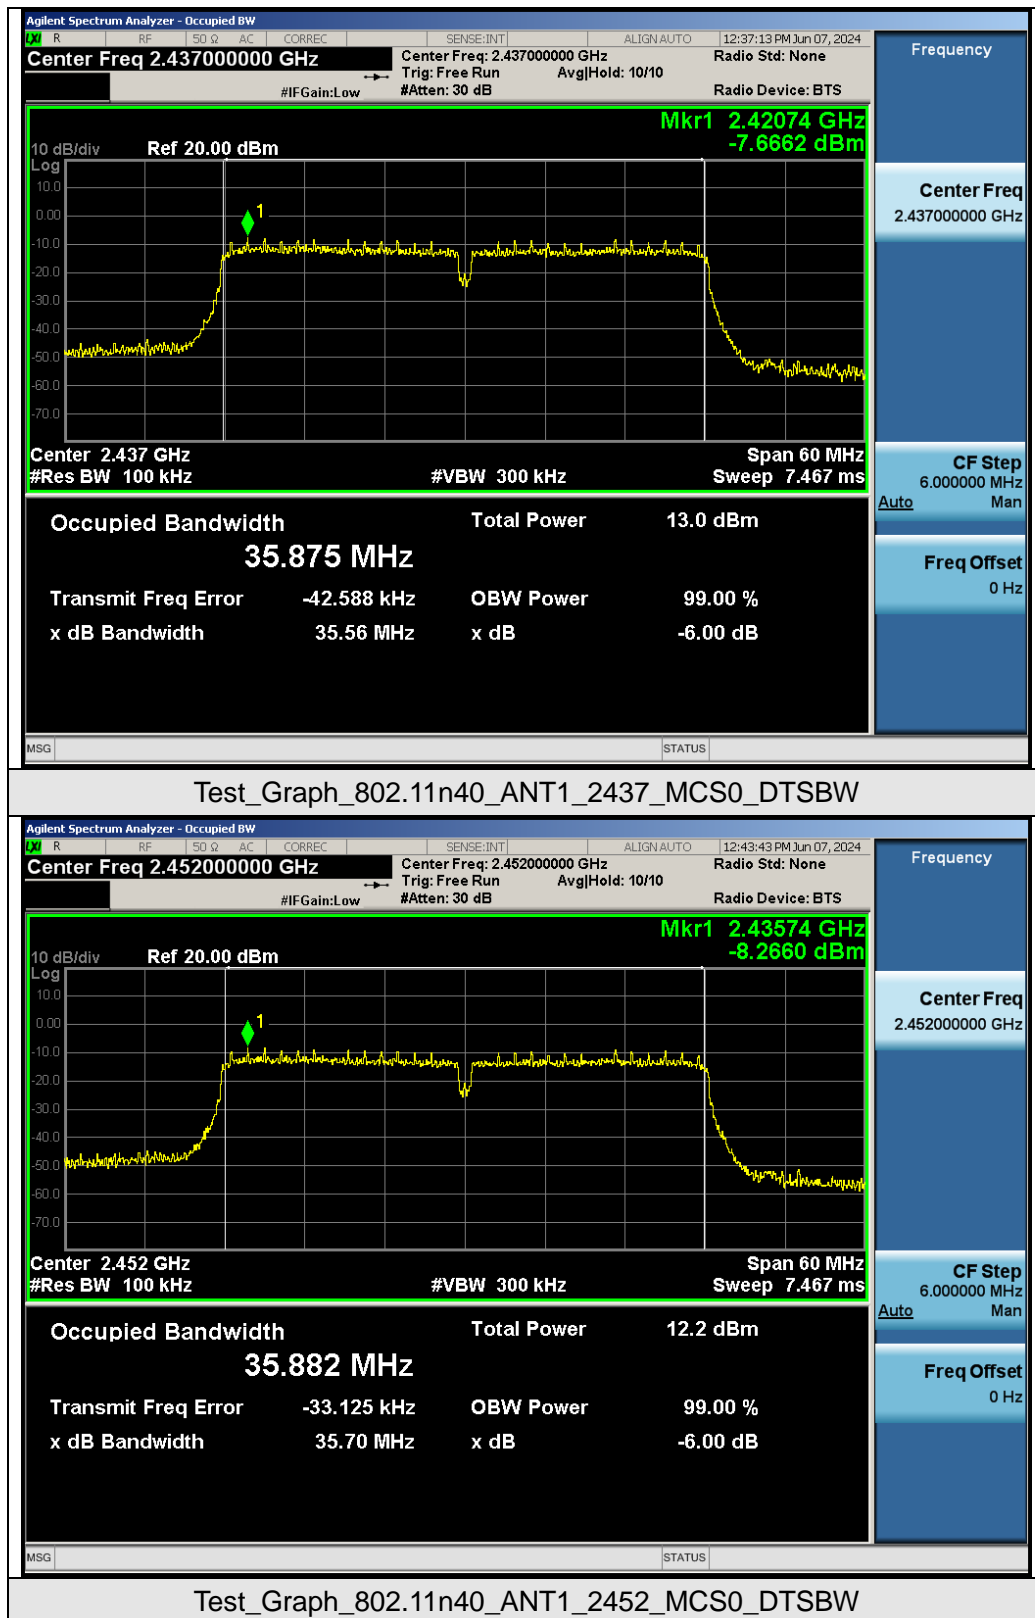 Agilent Spectrum Analyzer - Occupied BW
LXI R RF 50 Ω AC CORREC SENSE:INT ALIGN AUTO 12:37:13 PM Jun 07, 2024
Center Freq 2.437000000 GHz
Center Freq: 2.437000000 GHz
Radio Std: None
Trig: Free Run Avg|Hold: 10/10
#IFGain:Low #Atten: 30 dB Radio Device: BTS
Frequency
Mkr1 2.42074 GHz
-7.6662 dBm
10 dB/div Ref 20.00 dBm
Log
10.0
0.00
-10.0
-20.0
-30.0
-40.0
-50.0
-60.0
-70.0
1
Center Freq
2.437000000 GHz
Center 2.437 GHz Span 60 MHz
#Res BW 100 kHz #VBW 300 kHz Sweep 7.467 ms
CF Step
6.000000 MHz
Auto Man
Occupied Bandwidth Total Power 13.0 dBm
35.875 MHz
Freq Offset
0 Hz
Transmit Freq Error -42.588 kHz OBW Power 99.00 %
x dB Bandwidth 35.56 MHz x dB -6.00 dB
MSG STATUS
Test_Graph_802.11n40_ANT1_2437_MCS0_DTSBW
Agilent Spectrum Analyzer - Occupied BW
LXI R RF 50 Ω AC CORREC SENSE:INT ALIGN AUTO 12:43:43 PM Jun 07, 2024
Center Freq 2.452000000 GHz
Center Freq: 2.452000000 GHz
Radio Std: None
Trig: Free Run Avg|Hold: 10/10
#IFGain:Low #Atten: 30 dB Radio Device: BTS
Frequency
Mkr1 2.43574 GHz
-8.2660 dBm
10 dB/div Ref 20.00 dBm
Log
10.0
0.00
-10.0
-20.0
-30.0
-40.0
-50.0
-60.0
-70.0
1
Center Freq
2.452000000 GHz
Center 2.452 GHz Span 60 MHz
#Res BW 100 kHz #VBW 300 kHz Sweep 7.467 ms
CF Step
6.000000 MHz
Auto Man
Occupied Bandwidth Total Power 12.2 dBm
35.882 MHz
Freq Offset
0 Hz
Transmit Freq Error -33.125 kHz OBW Power 99.00 %
x dB Bandwidth 35.70 MHz x dB -6.00 dB
MSG STATUS
Test_Graph_802.11n40_ANT1_2452_MCS0_DTSBW